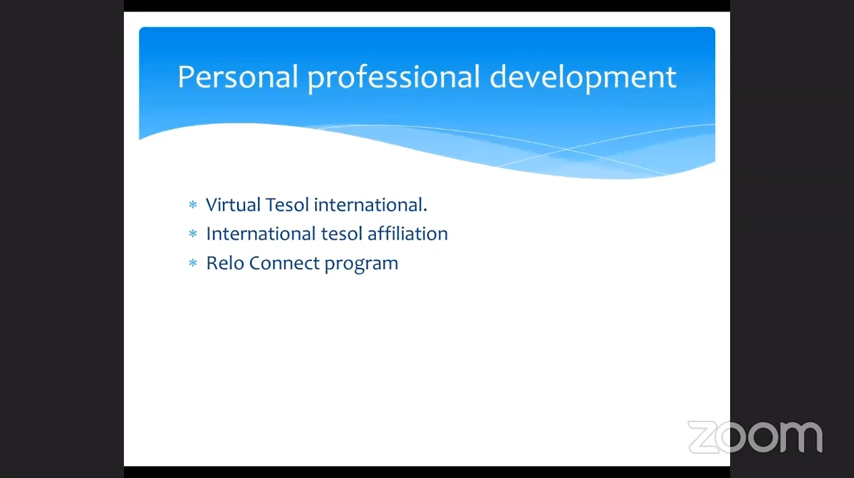 Personal professional development
Virtual Tesol international.
International tesol affiliation
Relo Connect program
zoom